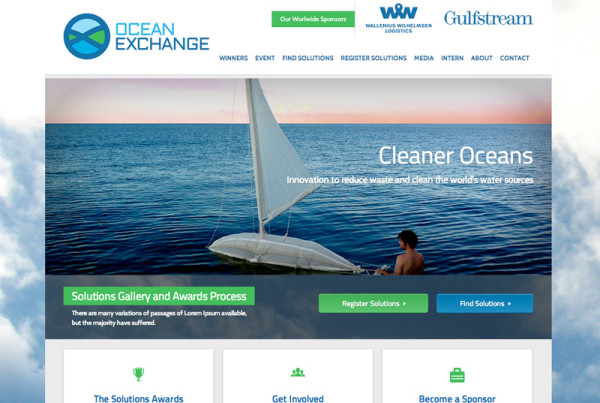 OCEAN
EXCHANGE
Our Worlwide Sponsors
WALLENIUS WILHELMSEN
LOGISTICS
Gulfstream
WINNERS EVENT FIND SOLUTIONS REGISTER SOLUTIONS MEDIA INTERN ABOUT CONTACT
Cleaner Oceans
Innovation to reduce waste and clean the world's water sources
Solutions Gallery and Awards Process
There are many variations of passages of Lorem Ipsum available,
but the majority have suffered.
Register Solutions
Find Solutions
The Solutions Awards
Get Involved
Become a Sponsor